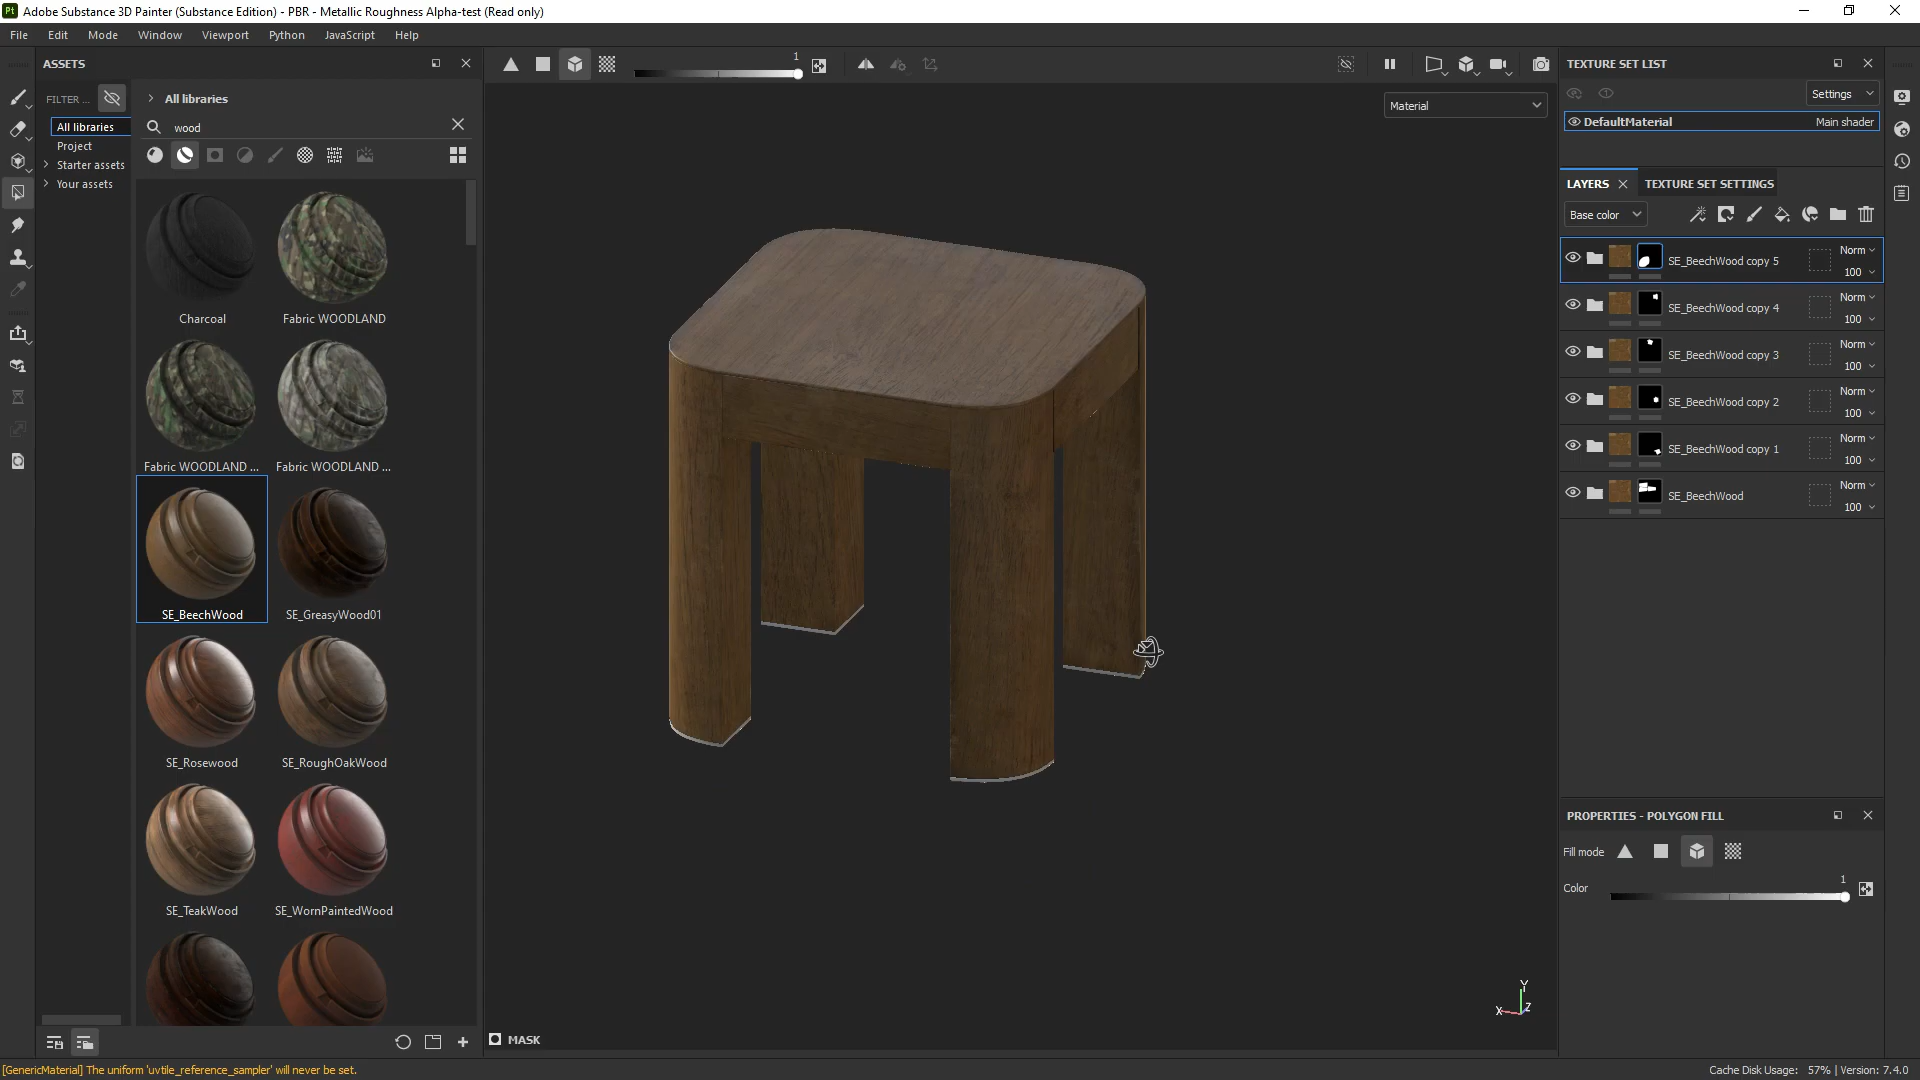 Pt Adobe Substance 3D Painter (Substance Edition) - PBR - Metallic Roughness Alpha-test (Read only)
File Edit Mode Window Viewport Python JavaScript Help
ASSETS
FILTER ...
All libraries
Project
Starter assets
Your assets
All libraries
wood
Charcoal
Fabric WOODLAND
Fabric WOODLAND ...
Fabric WOODLAND ...
SE_BeechWood
SE_GreasyWood01
SE_Rosewood
SE_RoughOakWood
SE_TeakWood
SE_WornPaintedWood
1
Material
MASK
Y
X
Z
TEXTURE SET LIST
Settings
DefaultMaterial Main shader
LAYERS TEXTURE SET SETTINGS
Base color
SE_BeechWood copy 5 Norm
100
SE_BeechWood copy 4 Norm
100
SE_BeechWood copy 3 Norm
100
SE_BeechWood copy 2 Norm
100
SE_BeechWood copy 1 Norm
100
SE_BeechWood Norm
100
PROPERTIES - POLYGON FILL
Fill mode
Color 1
[GenericMaterial] The uniform 'uvtile_reference_sampler' will never be set.
Cache Disk Usage: 57% | Version: 7.4.0